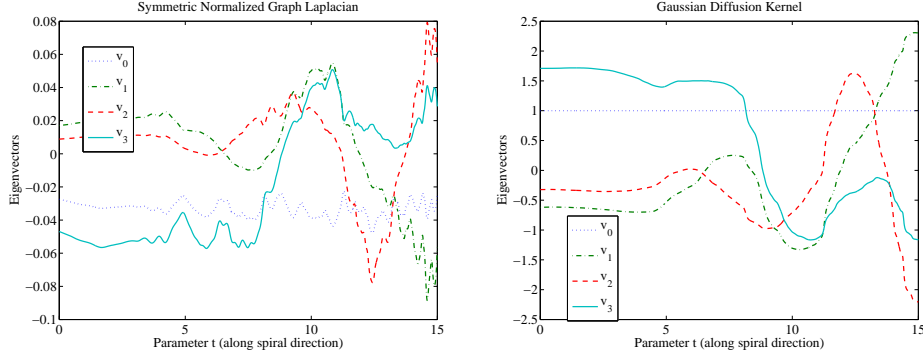 Symmetric Normalized Graph Laplacian
0.08
0.06
0.04
0.02
0
−0.02
−0.04
−0.06
−0.08
−0.1
Eigenvectors
v0
v1
v2
v3
0
5
10
15
Parameter t (along spiral direction)
Gaussian Diffusion Kernel
2.5
2
1.5
1
0.5
0
−0.5
−1
−1.5
−2
−2.5
Eigenvectors
v0
v1
v2
v3
0
5
10
15
Parameter t (along spiral direction)